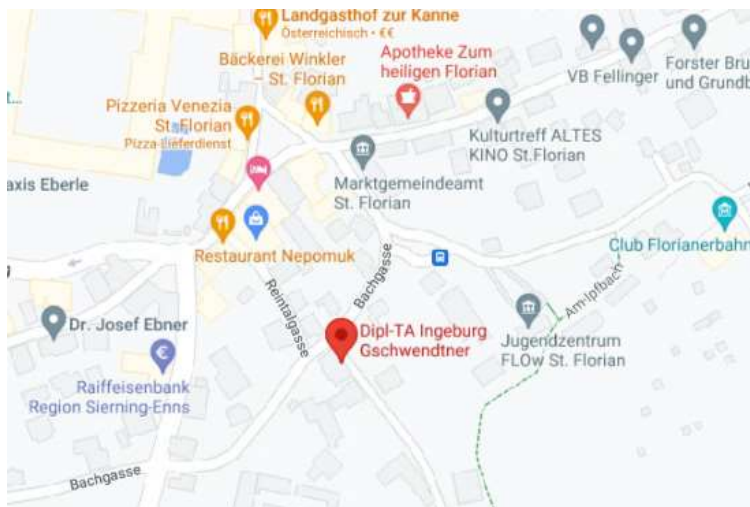 Landgasthof zur Kanne
Österreichisch • €€
Bäckerei Winkler
St. Florian
Apotheke Zum
heiligen Florian
VB Fellinger
Forster Bru
und Grundb
Pizzeria Venezia
St. Florian
Pizza-Lieferdienst
Kulturtreff ALTES
KINO St.Florian
axis Eberle
Marktgemeindeamt
St. Florian
Restaurant Nepomuk
Club Florianerbahn
Bachgasse
Reintalgasse
Am-Ipfbach
Dr. Josef Ebner
Dipl-TA Ingeburg
Gschwendtner
Jugendzentrum
FLOw St. Florian
€
Raiffeisenbank
Region Sierning-Enns
Bachgasse